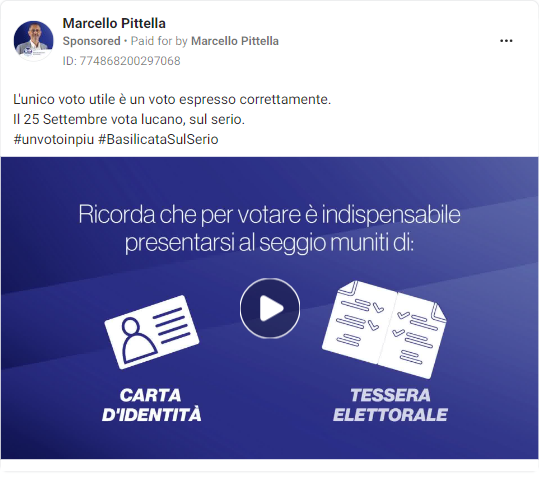 Marcello Pittella
Sponsored • Paid for by Marcello Pittella
ID: 774868200297068
L'unico voto utile è un voto espresso correttamente.
Il 25 Settembre vota lucano, sul serio.
#unvotoinpiu #BasilicataSulSerio
Ricorda che per votare è indispensabile
presentarsi al seggio muniti di:
CARTA
D'IDENTITÀ
TESSERA
ELETTORALE